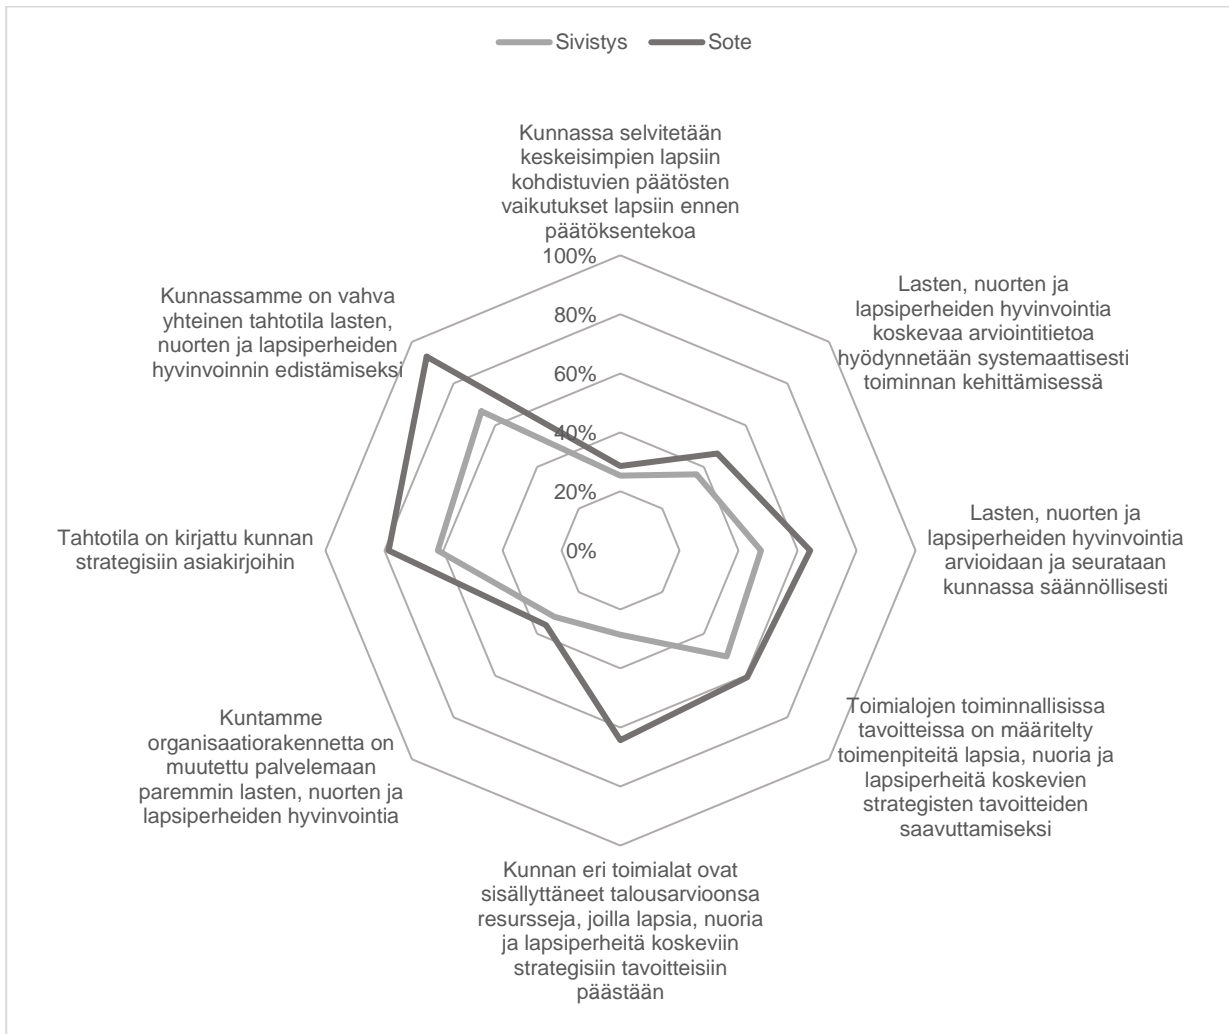 Sivistys
Sote
Kunnassa selvitetään
keskeisimpien lapsiin
kohdistuvien päätösten
vaikutukset lapsiin ennen
päätöksentekoa
100%
80%
60%
40%
20%
0%
Lasten, nuorten ja
lapsiperheiden hyvinvointia
koskevaa arviointitietoa
hyödynnetään systemaattisesti
toiminnan kehittämisessä
Lasten, nuorten ja
lapsiperheiden hyvinvointia
arvioidaan ja seurataan
kunnassa säännöllisesti
Toimialojen toiminnallisissa
tavoitteissa on määritelty
toimenpiteitä lapsia, nuoria ja
lapsiperheitä koskevien
strategisten tavoitteiden
saavuttamiseksi
Kunnan eri toimialat ovat
sisällyttäneet talousarvioonsa
resursseja, joilla lapsia, nuoria
ja lapsiperheitä koskeviin
strategisiin tavoitteisiin
päästään
Kuntamme
organisaatiorakennetta on
muutettu palvelemaan
paremmin lasten, nuorten ja
lapsiperheiden hyvinvointia
Tahtotila on kirjattu kunnan
strategisiin asiakirjoihin
Kunnassamme on vahva
yhteinen tahtotila lasten,
nuorten ja lapsiperheiden
hyvinvoinnin edistämiseksi